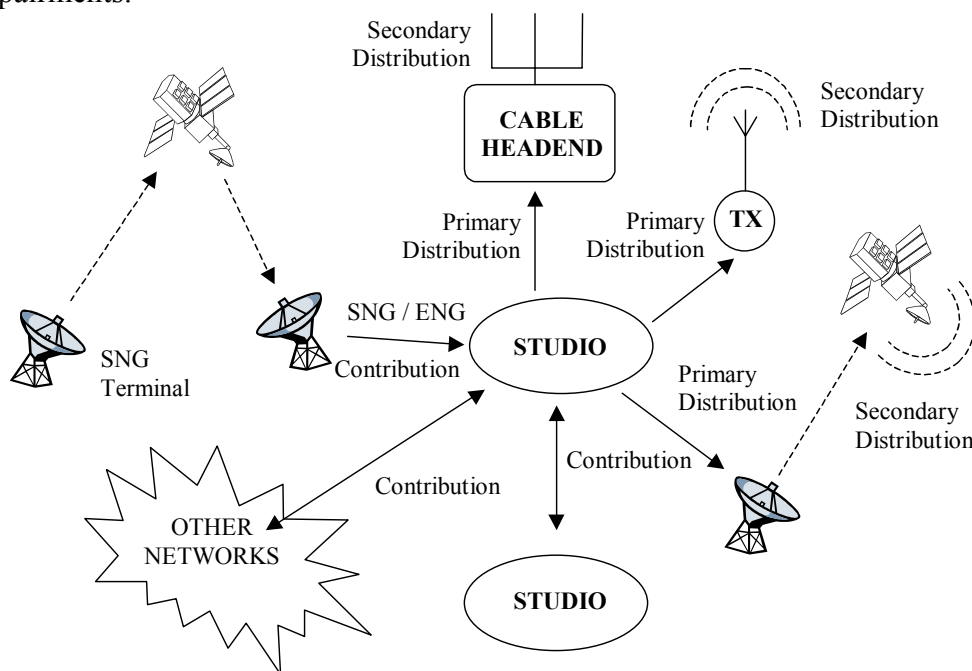 pairments.
Secondary
Distribution
CABLE
HEADEND
Secondary
Distribution
Primary
Distribution
Primary
Distribution
TX
SNG / ENG
Contribution
STUDIO
SNG
Terminal
Primary
Distribution
Secondary
Distribution
Contribution
Contribution
OTHER
NETWORKS
STUDIO